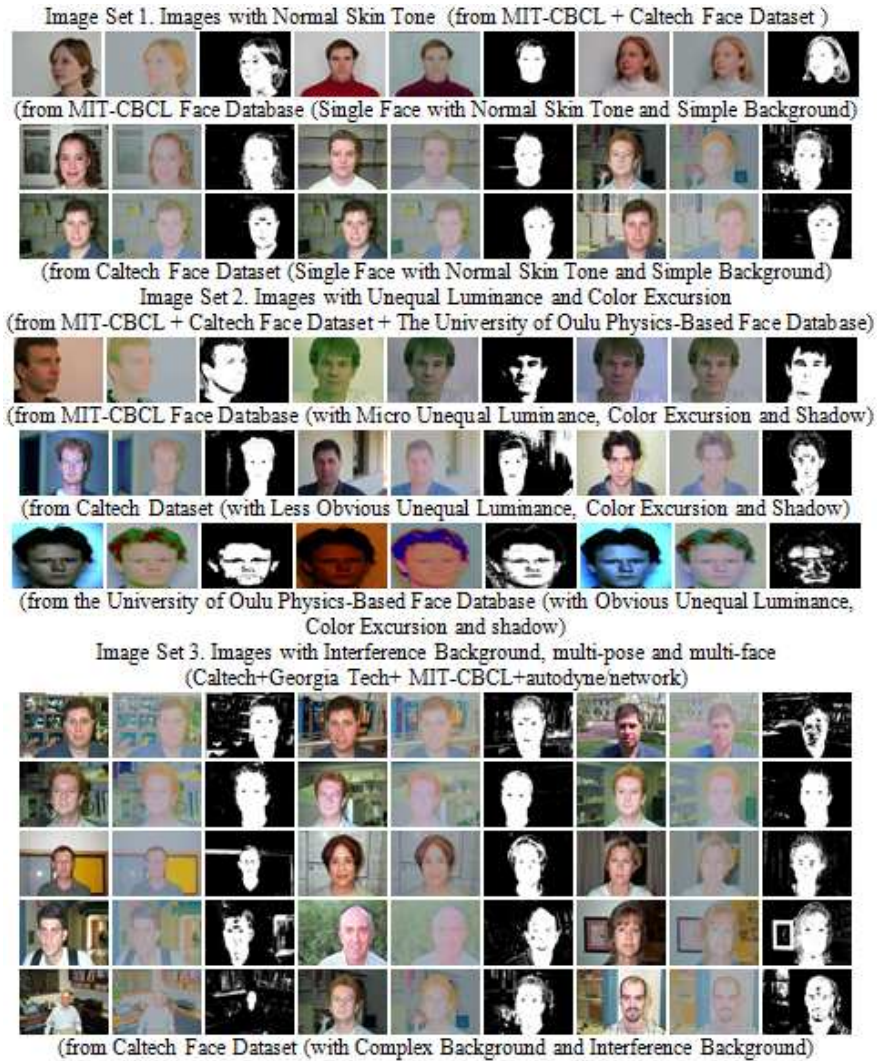 Image Set 1. Images with Normal Skin Tone (from MIT-CBCL + Caltech Face Dataset )
(from MIT-CBCL Face Database (Single Face with Normal Skin Tone and Simple Background)
(from Caltech Face Dataset (Single Face with Normal Skin Tone and Simple Background)
Image Set 2. Images with Unequal Luminance and Color Excursion
(from MIT-CBCL + Caltech Face Dataset + The University of Oulu Physics-Based Face Database)
(from MIT-CBCL Face Database (with Micro Unequal Luminance, Color Excursion and Shadow)
(from Caltech Dataset (with Less Obvious Unequal Luminance, Color Excursion and Shadow)
(from the University of Oulu Physics-Based Face Database (with Obvious Unequal Luminance,
Color Excursion and shadow)
Image Set 3. Images with Interference Background, multi-pose and multi-face
(Caltech+Georgia Tech+ MIT-CBCL+autodyne/network)
(from Caltech Face Dataset (with Complex Background and Interference Background)